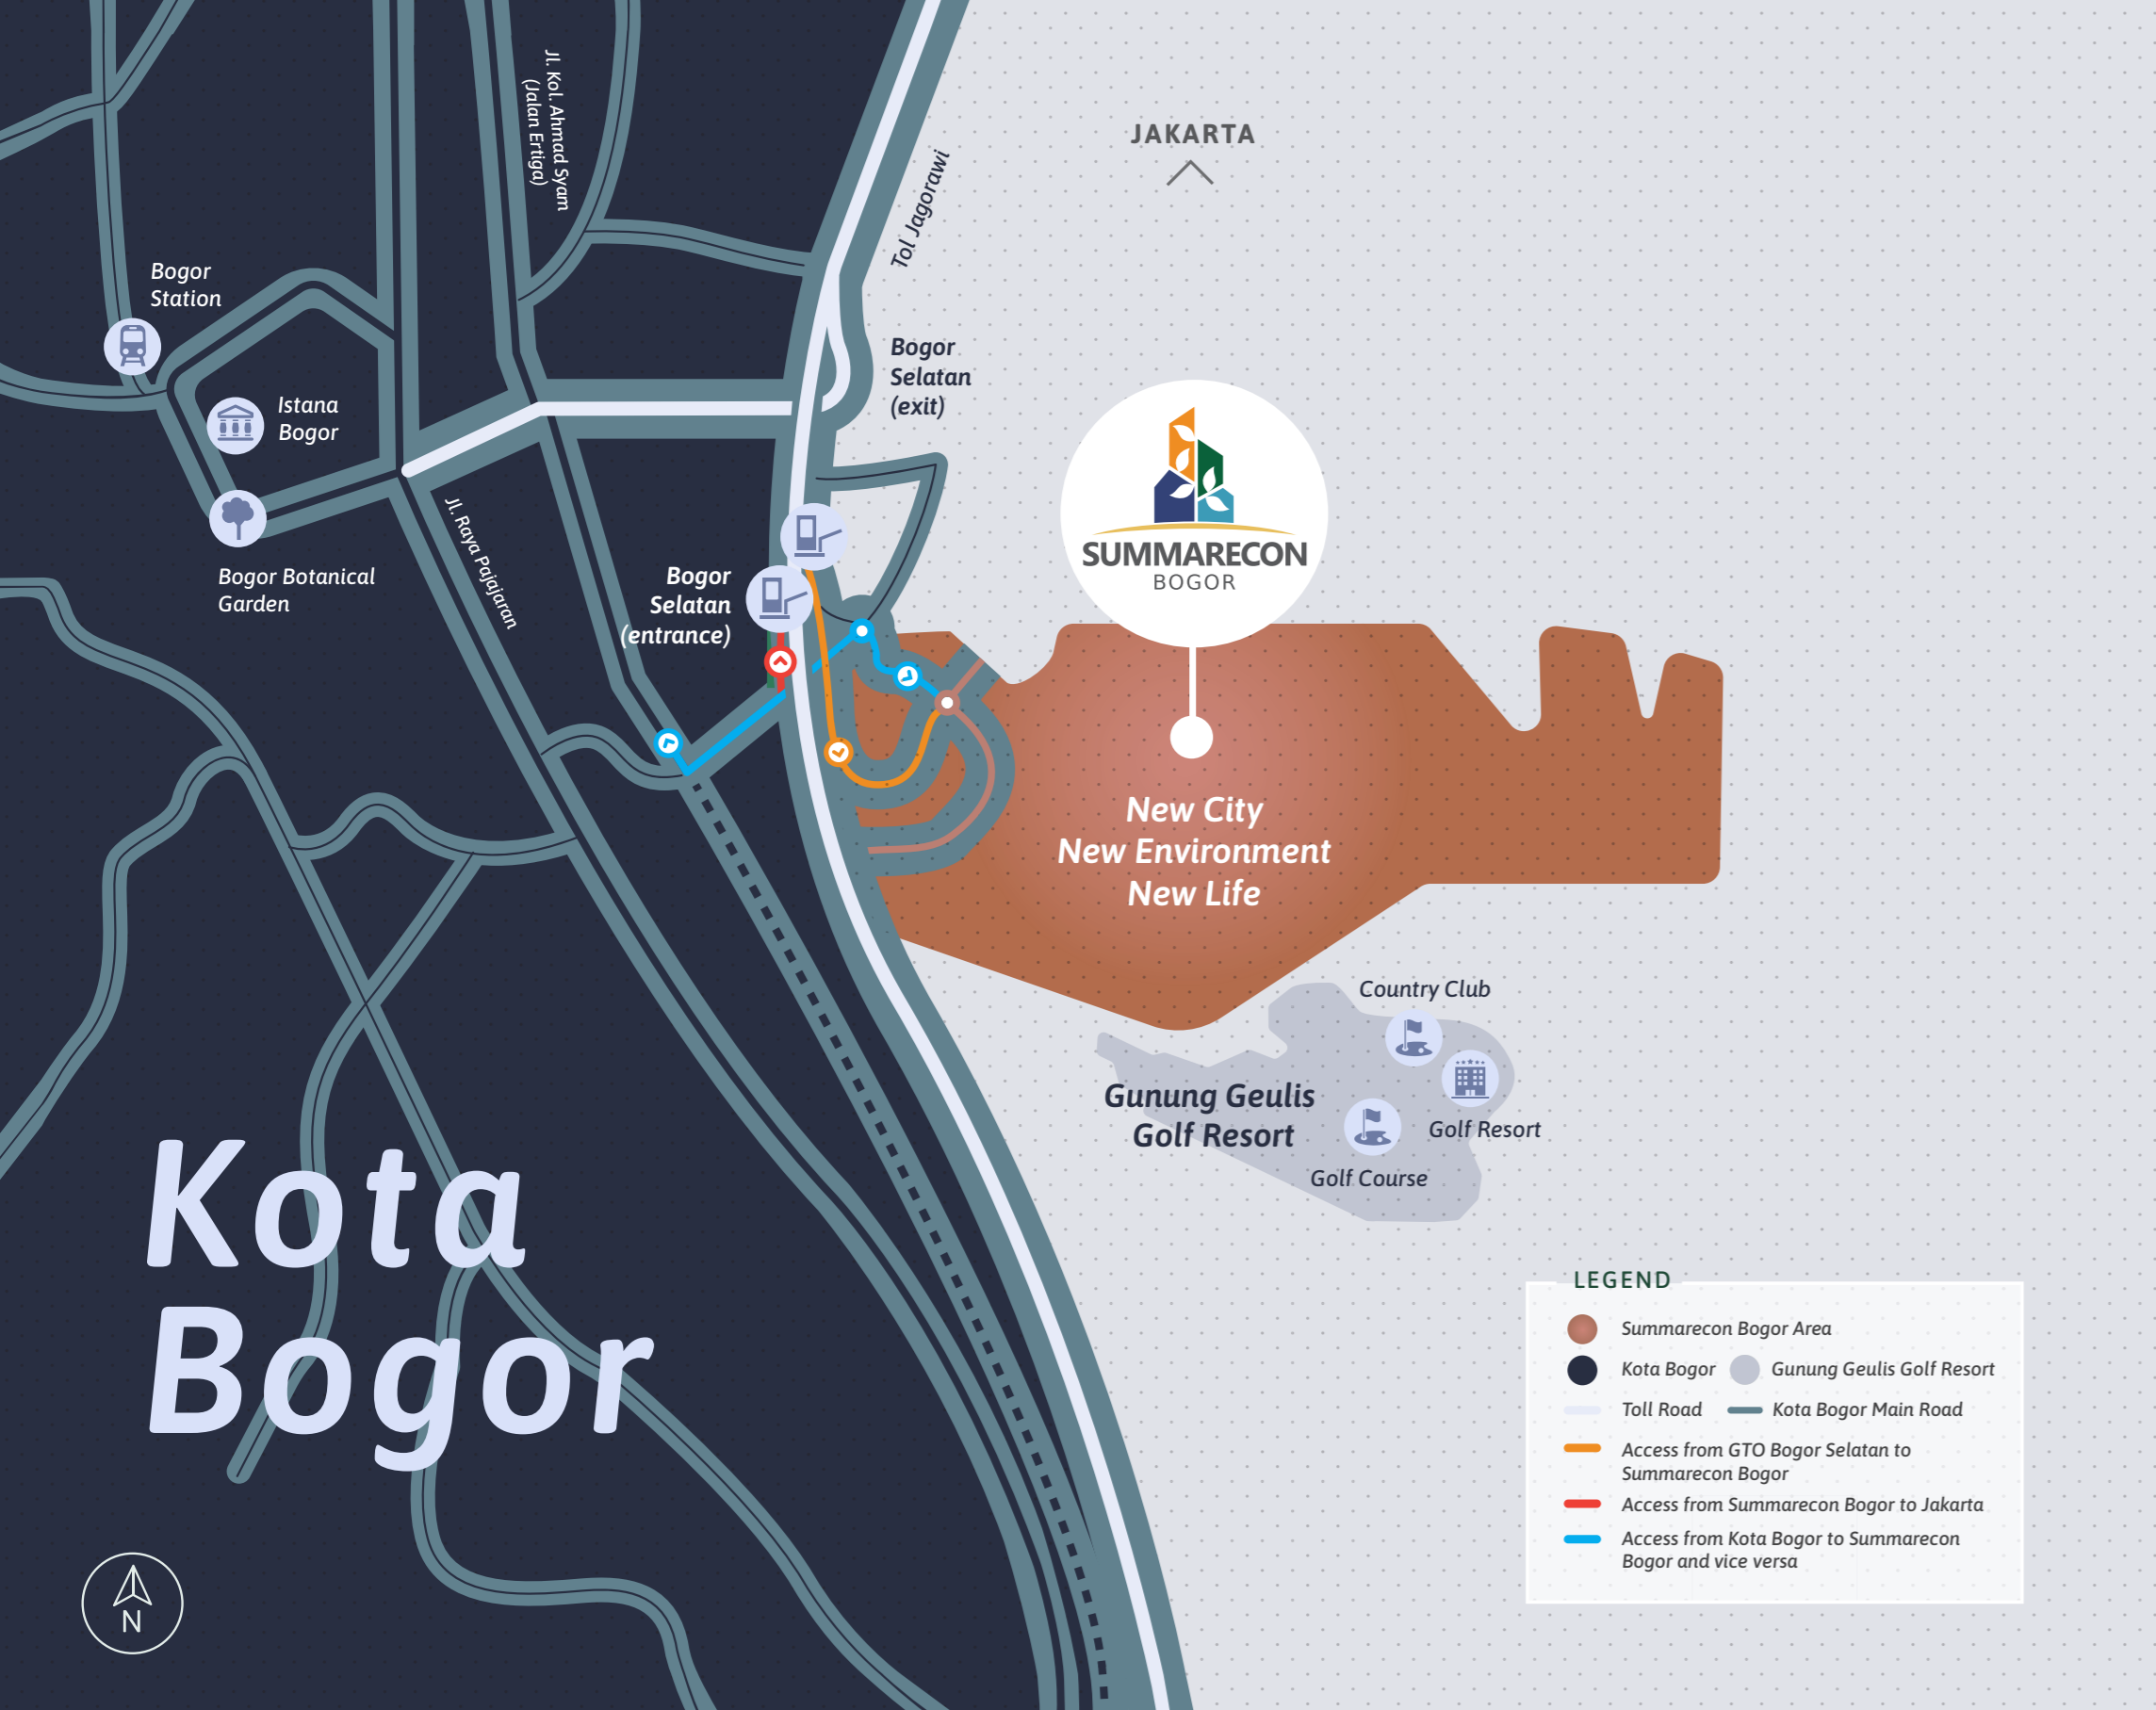 JAKARTA
Jl. Kol. Ahmad Syam
(Jalan Ertiga)
Tol Jagorawi
Bogor
Station
Istana
Bogor
Bogor
Selatan
(exit)
SUMMARECON
BOGOR
Jl. Raya Pajajaran
Bogor Botanical
Garden
Bogor
Selatan
(entrance)
New City
New Environment
New Life
Country Club
Gunung Geulis
Golf Resort
Golf Resort
Golf Course
Kota
Bogor
N
LEGEND
Summarecon Bogor Area
Kota Bogor
Gunung Geulis Golf Resort
Toll Road
Kota Bogor Main Road
Access from GTO Bogor Selatan to
Summarecon Bogor
Access from Summarecon Bogor to Jakarta
Access from Kota Bogor to Summarecon
Bogor and vice versa